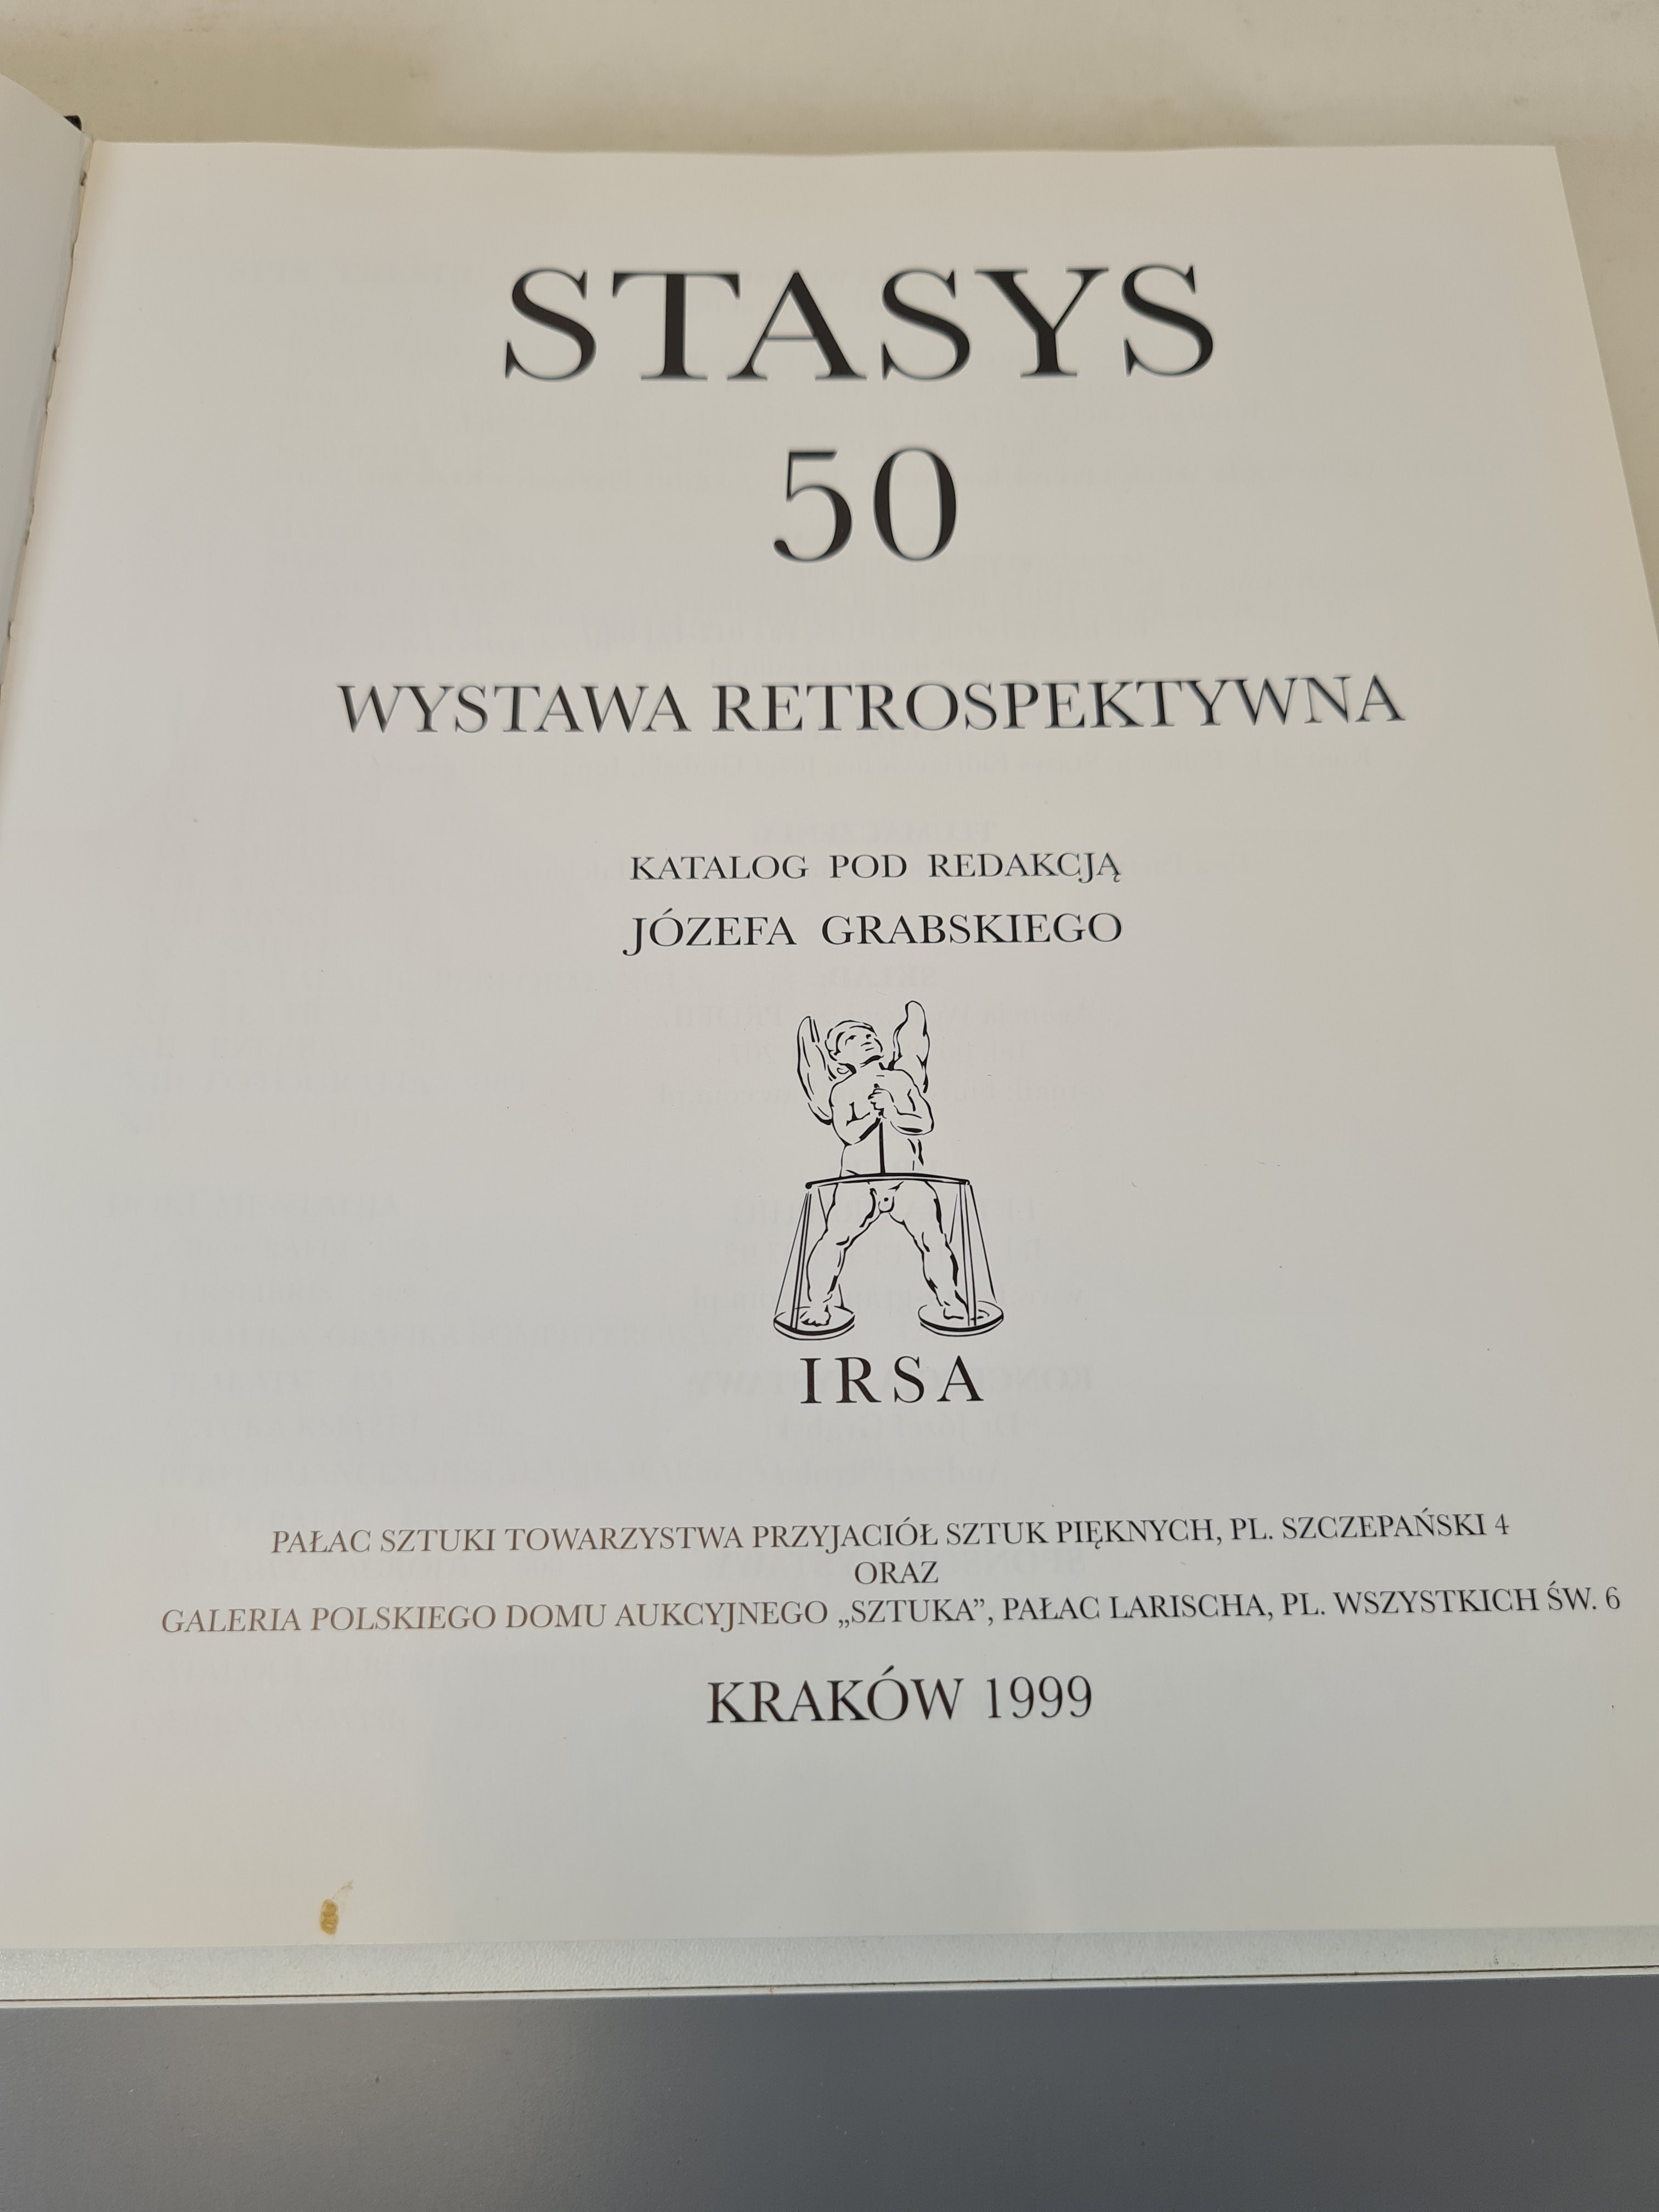 STASYS
50
WYSTAWA RETROSPEKTYWNA
KATALOG POD REDAKCJĄ
JÓZEFA GRABSKIEGO
IRSA
PAŁAC SZTUKI TOWARZYSTWA PRZYJACIÓŁ SZTUK PIĘKNYCH, PL. SZCZEPAŃSKI 4
ORAZ
GALERIA POLSKIEGO DOMU AUKCYJNEGO „SZTUKA”, PAŁAC LARISCHA, PL. WSZYSTKICH ŚW. 6
KRAKÓW 1999